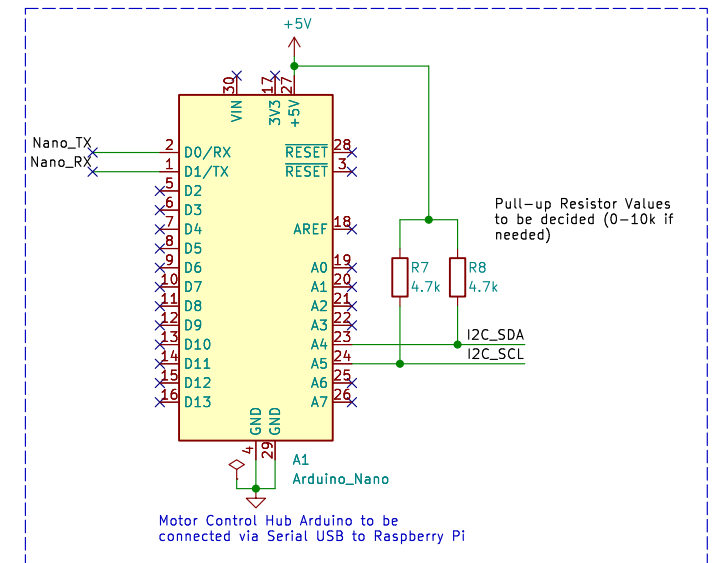 +5V
30
17
27
VIN
3V3
+5V
Nano_TX
2
D0/RX
RESET
28
Nano_RX
1
D1/TX
RESET
3
5
D2
6
D3
7
D4
AREF
18
8
D5
9
D6
A0
19
10
D7
A1
20
11
D8
A2
21
12
D9
A3
22
13
D10
A4
23
14
D11
A5
24
15
D12
A6
25
16
D13
A7
26
Pull-up Resistor Values
to be decided (0-10k if
needed)
R7
4.7k
R8
4.7k
I2C_SDA
I2C_SCL
GND
GND
4
29
A1
Arduino_Nano
Motor Control Hub Arduino to be
connected via Serial USB to Raspberry Pi